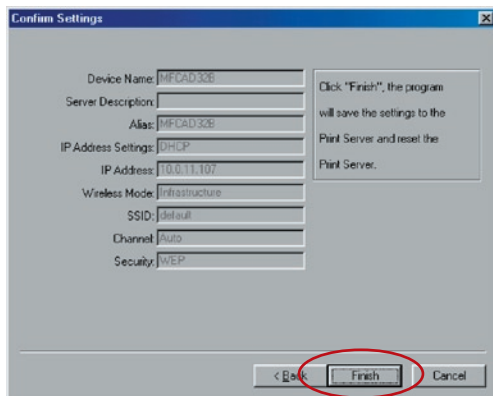 Confirm Settings
Device Name: MFCAD32B
Server Description:
Alias: MFCAD32B
IP Address Settings: DHCP
IP Address: 10.0.11.107
Wireless Mode: Infrastructure
SSID: default
Channel: Auto
Security: WEP
Click "Finish", the program
will save the settings to the
Print Server and reset the
Print Server.
< Back
Finish
Cancel